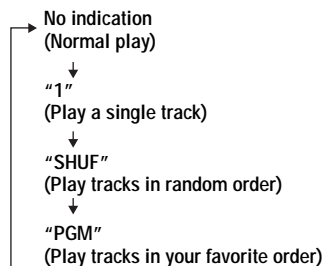 No indication
(Normal play)
“1”
(Play a single track)
“SHUF”
(Play tracks in random order)
“PGM”
(Play tracks in your favorite order)